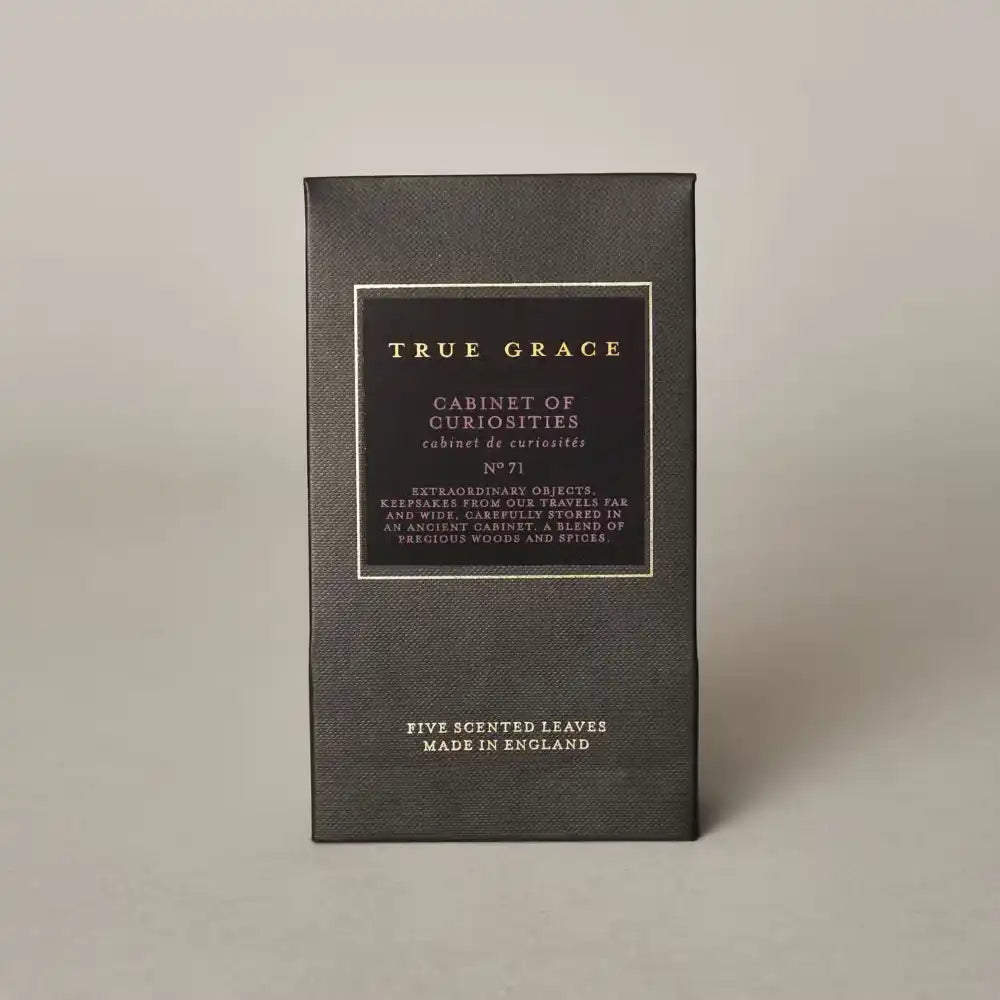 TRUE GRACE
CABINET OF
CURIOSITIES
cabinet de curiosités
Nº 71
EXTRAORDINARY OBJECTS,
KEEPSAKES FROM OUR TRAVELS FAR
AND WIDE, CAREFULLY STORED IN
AN ANCIENT CABINET. A BLEND OF
PRECIOUS WOODS AND SPICES.
FIVE SCENTED LEAVES
MADE IN ENGLAND